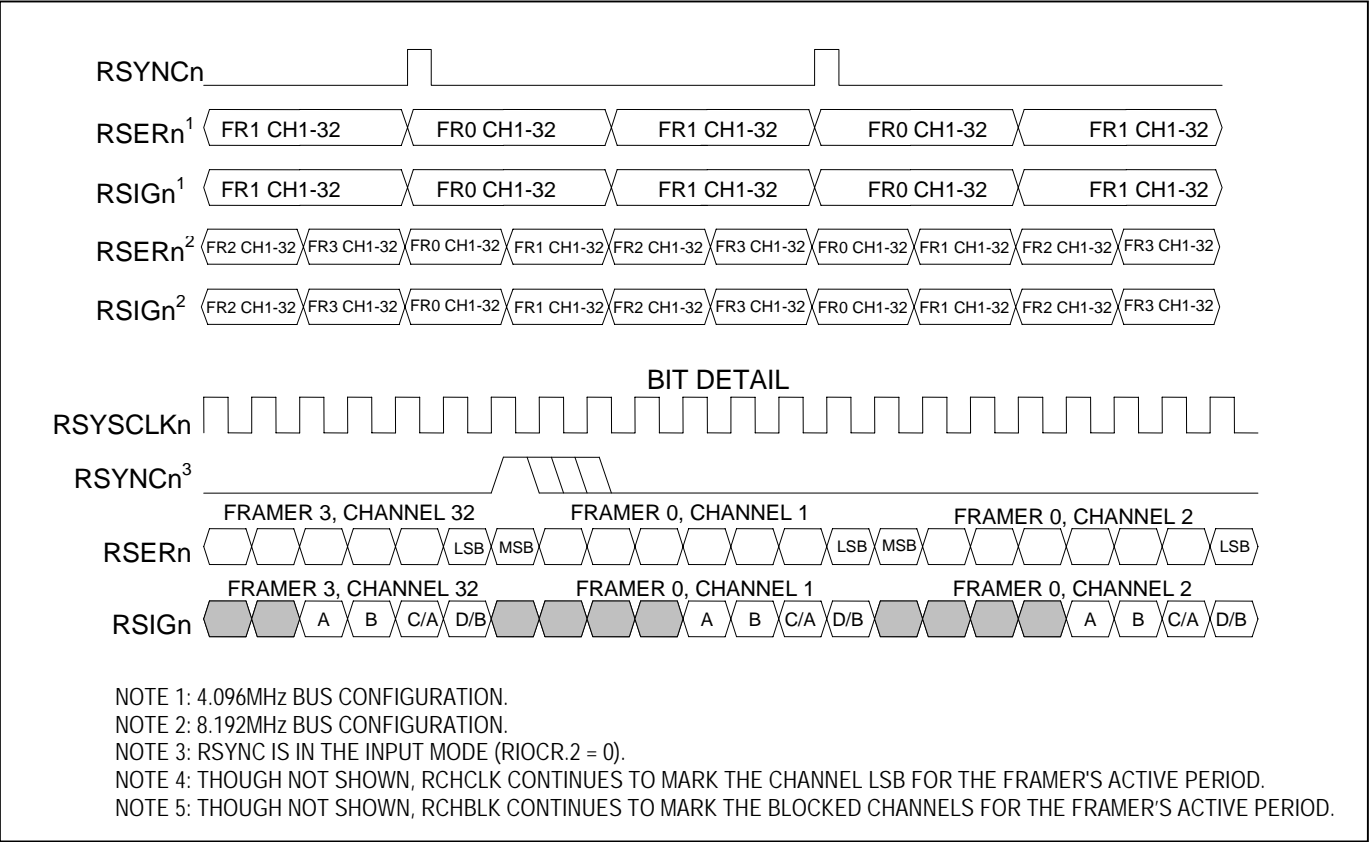 RSYNCn
RSERn¹ FR1 CH1-32 FR0 CH1-32 FR1 CH1-32 FR0 CH1-32 FR1 CH1-32
RSIGn¹ FR1 CH1-32 FR0 CH1-32 FR1 CH1-32 FR0 CH1-32 FR1 CH1-32
RSERn² FR2 CH1-32 FR3 CH1-32 FR0 CH1-32 FR1 CH1-32 FR2 CH1-32 FR3 CH1-32 FR0 CH1-32 FR1 CH1-32 FR2 CH1-32 FR3 CH1-32
RSIGn² FR2 CH1-32 FR3 CH1-32 FR0 CH1-32 FR1 CH1-32 FR2 CH1-32 FR3 CH1-32 FR0 CH1-32 FR1 CH1-32 FR2 CH1-32 FR3 CH1-32
BIT DETAIL
RSYSCLKn
RSYNCn³
FRAMER 3, CHANNEL 32 FRAMER 0, CHANNEL 1 FRAMER 0, CHANNEL 2
RSERn LSB MSB LSB MSB LSB
FRAMER 3, CHANNEL 32 FRAMER 0, CHANNEL 1 FRAMER 0, CHANNEL 2
RSIGn A B C/A D/B A B C/A D/B A B C/A D/B
NOTE 1: 4.096MHz BUS CONFIGURATION.
NOTE 2: 8.192MHz BUS CONFIGURATION.
NOTE 3: RSYNC IS IN THE INPUT MODE (RIOCR.2 = 0).
NOTE 4: THOUGH NOT SHOWN, RCHCLK CONTINUES TO MARK THE CHANNEL LSB FOR THE FRAMER'S ACTIVE PERIOD.
NOTE 5: THOUGH NOT SHOWN, RCHBLK CONTINUES TO MARK THE BLOCKED CHANNELS FOR THE FRAMER’S ACTIVE PERIOD.